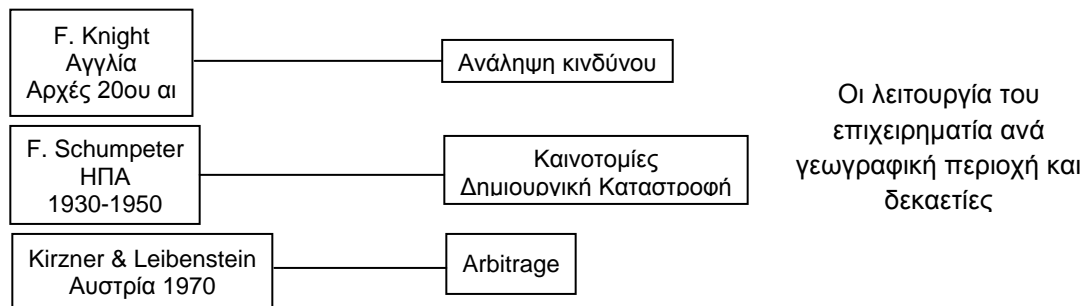 F. Knight
Αγγλία
Αρχές 20ου αι
Ανάληψη κινδύνου
F. Schumpeter
ΗΠΑ
1930-1950
Καινοτομίες
Δημιουργική Καταστροφή
Kirzner & Leibenstein
Αυστρία 1970
Arbitrage
Οι λειτουργία του
επιχειρηματία ανά
γεωγραφική περιοχή και
δεκαετίες